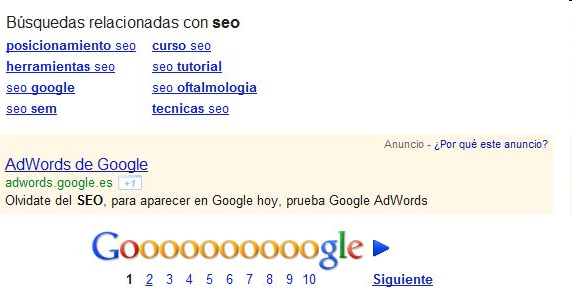 Búsquedas relacionadas con seo
posicionamiento seo curso seo
herramientas seo seo tutorial
seo google seo oftalmologia
seo sem tecnicas seo
Anuncio - ¿Por qué este anuncio?
AdWords de Google
adwords.google.es +1
Olvidate del SEO, para aparecer en Google hoy, prueba Google AdWords
Goooooooooogle
1 2 3 4 5 6 7 8 9 10 Siguiente